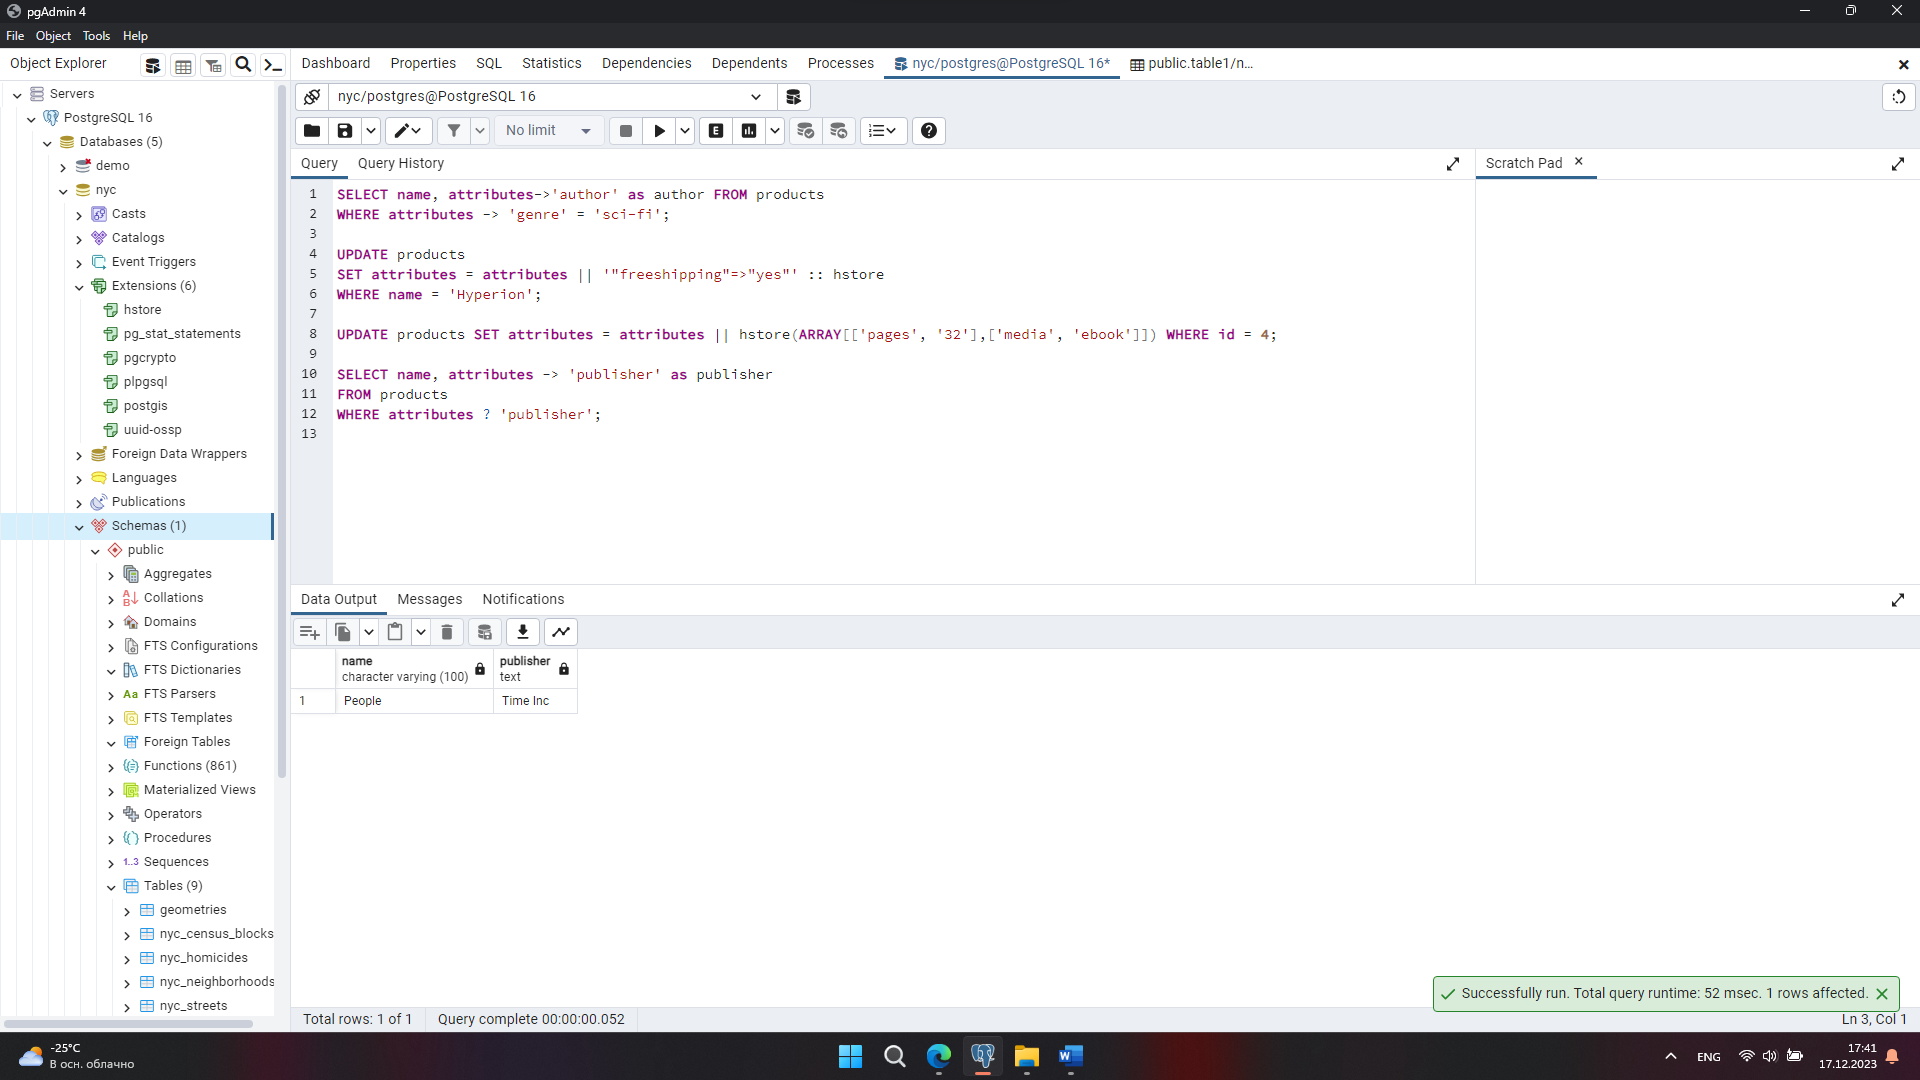 pgAdmin 4
File Object Tools Help
Object Explorer
Dashboard Properties SQL Statistics Dependencies Dependents Processes nyc/postgres@PostgreSQL 16* public.table1/n...
Servers
PostgreSQL 16
Databases (5)
demo
nyc
Casts
Catalogs
Event Triggers
Extensions (6)
hstore
pg_stat_statements
pgcrypto
plpgsql
postgis
uuid-ossp
Foreign Data Wrappers
Languages
Publications
Schemas (1)
public
Aggregates
Collations
Domains
FTS Configurations
FTS Dictionaries
Aa FTS Parsers
FTS Templates
Foreign Tables
Functions (861)
Materialized Views
Operators
Procedures
1..3 Sequences
Tables (9)
geometries
nyc_census_blocks
nyc_homicides
nyc_neighborhoods
nyc_streets
nyc/postgres@PostgreSQL 16
No limit
E
Query Query History
Scratch Pad
1 SELECT name, attributes->'author' as author FROM products
2 WHERE attributes -> 'genre' = 'sci-fi';
3
4 UPDATE products
5 SET attributes = attributes || '"freeshipping"=>"yes"' :: hstore
6 WHERE name = 'Hyperion';
7
8 UPDATE products SET attributes = attributes || hstore(ARRAY[['pages', '32'],['media', 'ebook']]) WHERE id = 4;
9
10 SELECT name, attributes -> 'publisher' as publisher
11 FROM products
12 WHERE attributes ? 'publisher';
13
Data Output Messages Notifications
name publisher
character varying (100) text
1 People Time Inc
Successfully run. Total query runtime: 52 msec. 1 rows affected.
Total rows: 1 of 1 Query complete 00:00:00.052
Ln 3, Col 1
-25°C
В осн. облачно
ENG
17:41
17.12.2023